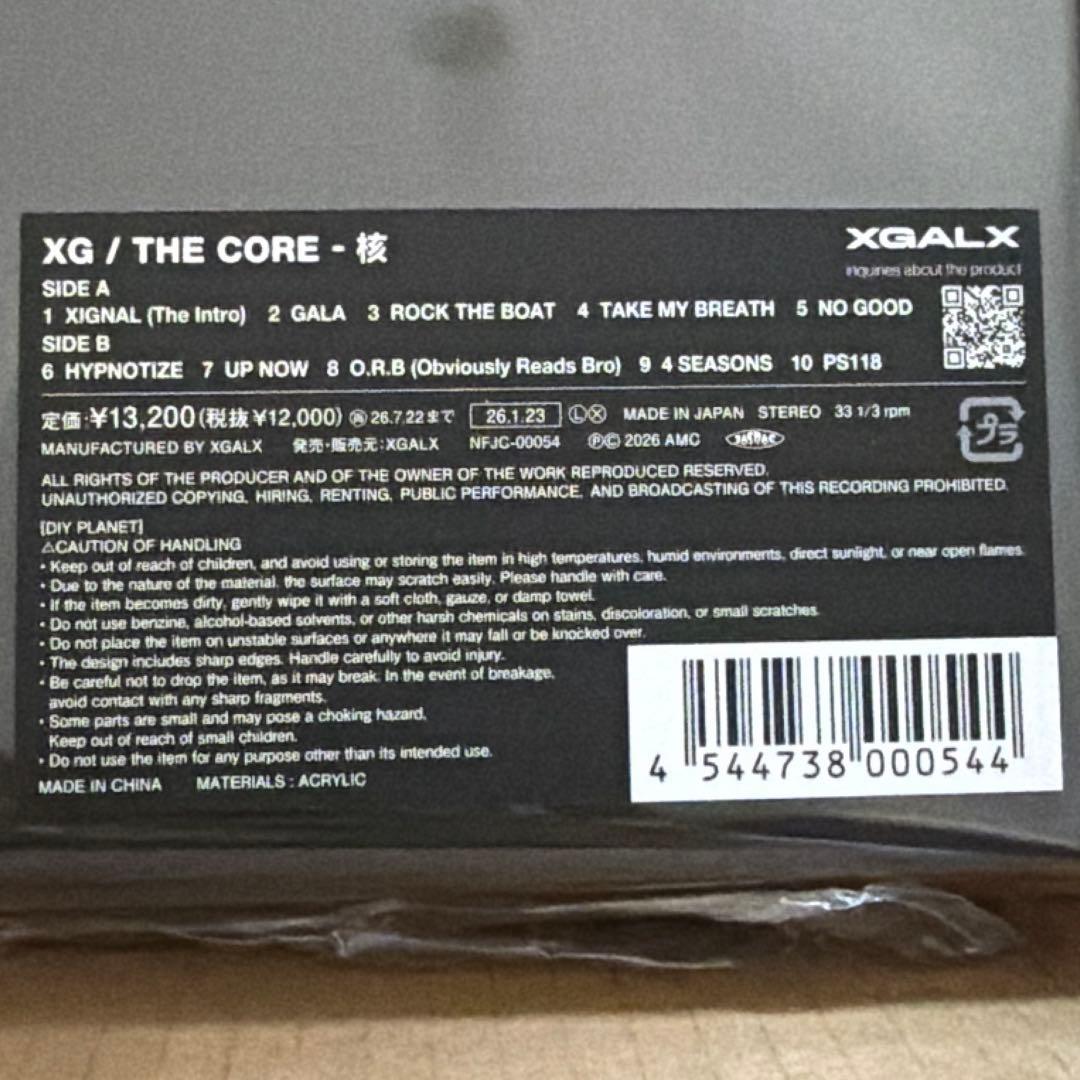 XG / THE CORE - 核
XGALX
inquiries about the product
SIDE A
1 XIGNAL (The Intro) 2 GALA 3 ROCK THE BOAT 4 TAKE MY BREATH 5 NO GOOD
SIDE B
6 HYPNOTIZE 7 UP NOW 8 O.R.B (Obviously Reads Bro) 9 4 SEASONS 10 PS118
定価:¥13,200(税抜¥12,000) 再 26.7.22まで 26.1.23 Ⓛ MADE IN JAPAN STEREO 33 1/3 rpm
MANUFACTURED BY XGALX 発売・販売元:XGALX NFJC-00054 ℗© 2026 AMC JASRAC
プラ
ALL RIGHTS OF THE PRODUCER AND OF THE OWNER OF THE WORK REPRODUCED RESERVED.
UNAUTHORIZED COPYING, HIRING, RENTING, PUBLIC PERFORMANCE, AND BROADCASTING OF THIS RECORDING PROHIBITED.
[DIY PLANET]
⚠CAUTION OF HANDLING
• Keep out of reach of children, and avoid using or storing the item in high temperatures, humid environments, direct sunlight, or near open flames.
• Due to the nature of the material, the surface may scratch easily. Please handle with care.
• If the item becomes dirty, gently wipe it with a soft cloth, gauze, or damp towel.
• Do not use benzine, alcohol-based solvents, or other harsh chemicals on stains, discoloration, or small scratches.
• Do not place the item on unstable surfaces or anywhere it may fall or be knocked over.
• The design includes sharp edges. Handle carefully to avoid injury.
• Be careful not to drop the item, as it may break. In the event of breakage,
avoid contact with any sharp fragments.
• Some parts are small and may pose a choking hazard.
Keep out of reach of small children.
• Do not use the item for any purpose other than its intended use.
MADE IN CHINA MATERIALS : ACRYLIC
4 544738 000544